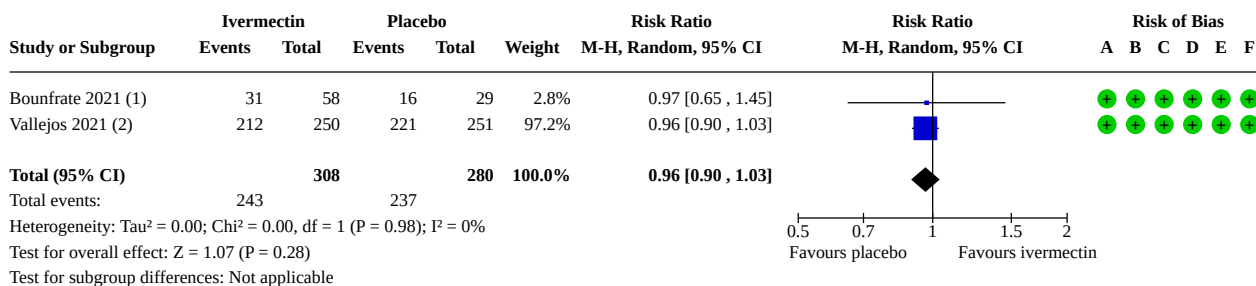 Ivermectin Placebo Risk Ratio Risk Ratio Risk of Bias
Study or Subgroup Events Total Events Total Weight M-H, Random, 95% CI M-H, Random, 95% CI A B C D E F
Bounfrate 2021 (1) 31 58 16 29 2.8% 0.97 [0.65 , 1.45] + + + + + +
Vallejos 2021 (2) 212 250 221 251 97.2% 0.96 [0.90 , 1.03] + + + + + +
Total (95% CI) 308 280 100.0% 0.96 [0.90 , 1.03]
Total events: 243 237
Heterogeneity: Tau² = 0.00; Chi² = 0.00, df = 1 (P = 0.98); I² = 0%
0.5 0.7 1 1.5 2
Test for overall effect: Z = 1.07 (P = 0.28) Favours placebo Favours ivermectin
Test for subgroup differences: Not applicable